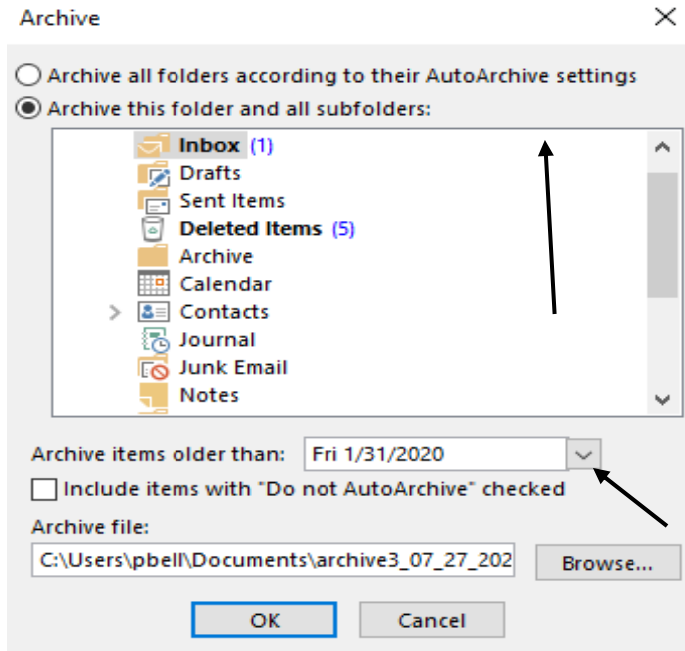 Archive
Archive all folders according to their AutoArchive settings
Archive this folder and all subfolders:
Inbox (1)
Drafts
Sent Items
Deleted Items (5)
Archive
Calendar
Contacts
Journal
Junk Email
Notes
Archive items older than: Fri 1/31/2020
Include items with "Do not AutoArchive" checked
Archive file:
C:\Users\pbell\Documents\archive3_07_27_202 Browse...
OK Cancel